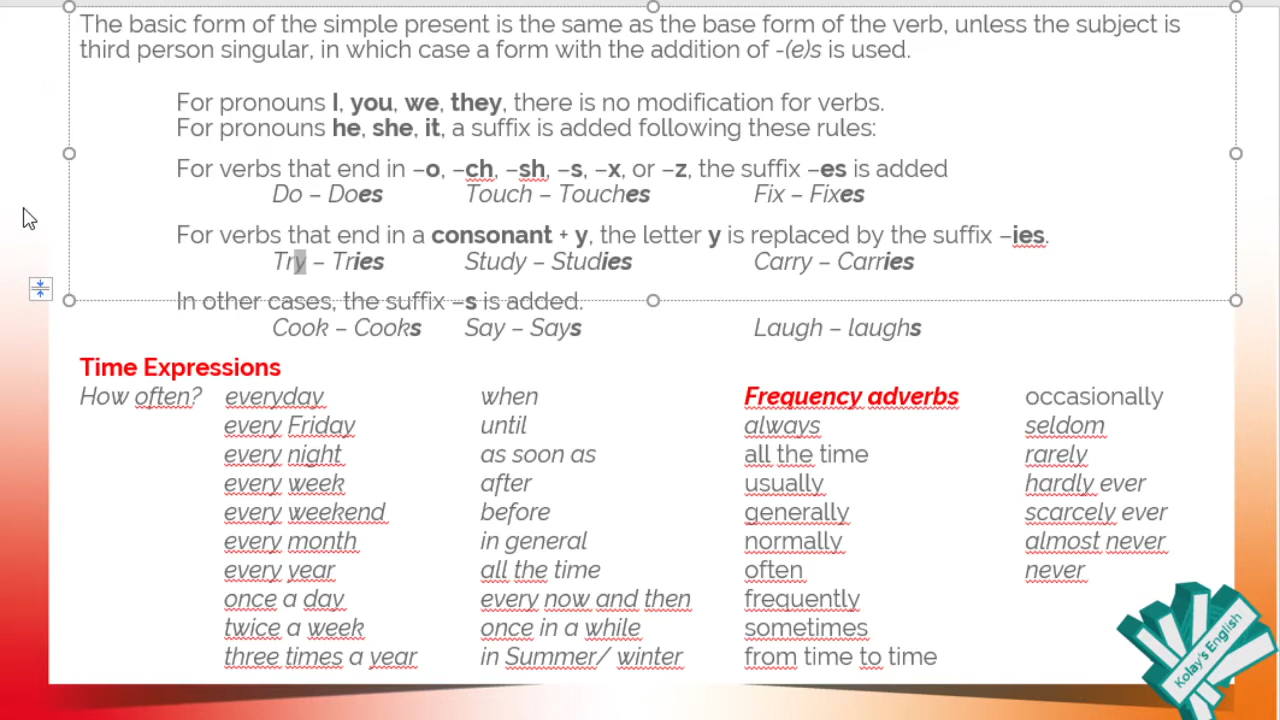 The basic form of the simple present is the same as the base form of the verb, unless the subject is
third person singular, in which case a form with the addition of -(e)s is used.
For pronouns I, you, we, they, there is no modification for verbs.
For pronouns he, she, it, a suffix is added following these rules:
For verbs that end in –o, –ch, –sh, –s, –x, or –z, the suffix –es is added
Do – Does Touch – Touches Fix – Fixes
For verbs that end in a consonant + y, the letter y is replaced by the suffix –ies.
Try – Tries Study – Studies Carry – Carries
In other cases, the suffix –s is added.
Cook – Cooks Say – Says Laugh – laughs
Time Expressions
How often? everyday when Frequency adverbs occasionally
every Friday until always seldom
every night as soon as all the time rarely
every week after usually hardly ever
every weekend before generally scarcely ever
every month in general normally almost never
every year all the time often never
once a day every now and then frequently
twice a week once in a while sometimes
three times a year in Summer/ winter from time to time
Kolay's English